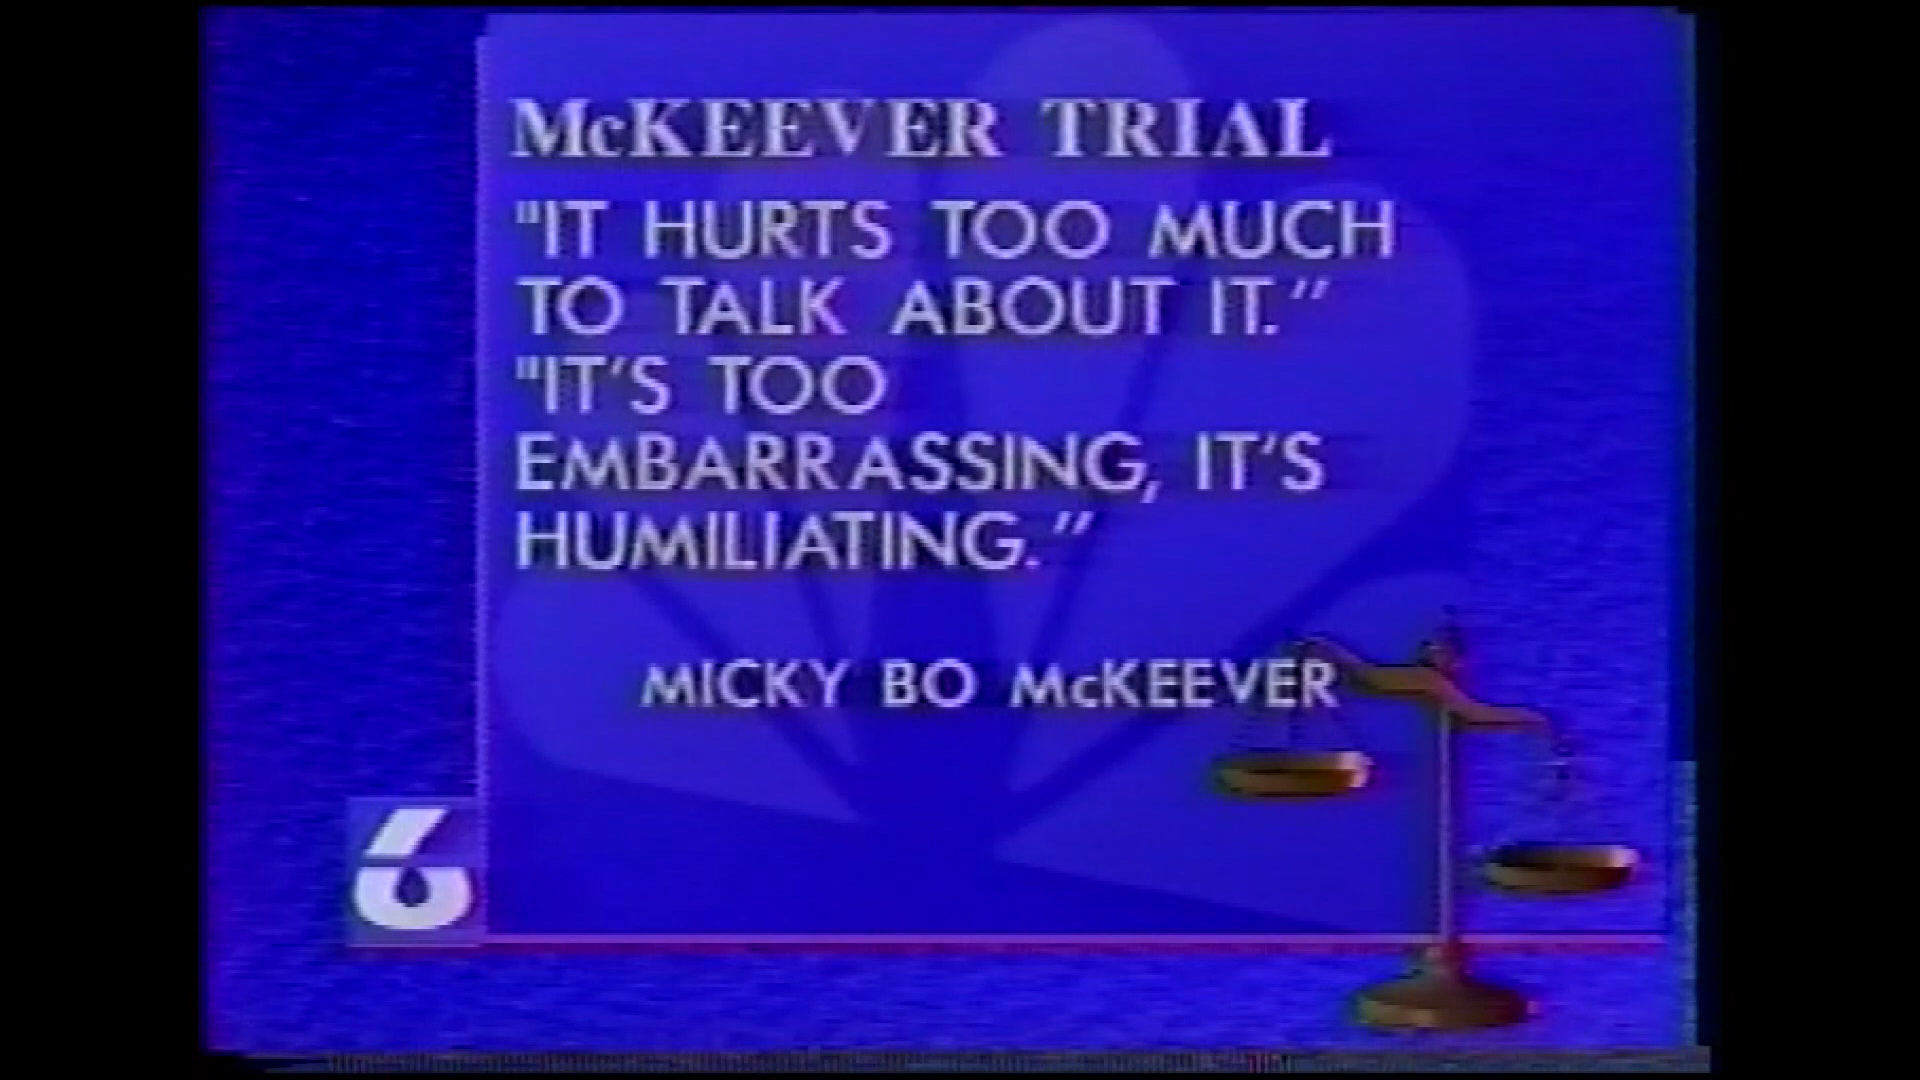 McKEEVER TRIAL
"IT HURTS TOO MUCH
TO TALK ABOUT IT."
"IT'S TOO
EMBARRASSING, IT'S
HUMILIATING."
MICKY BO McKEEVER
6